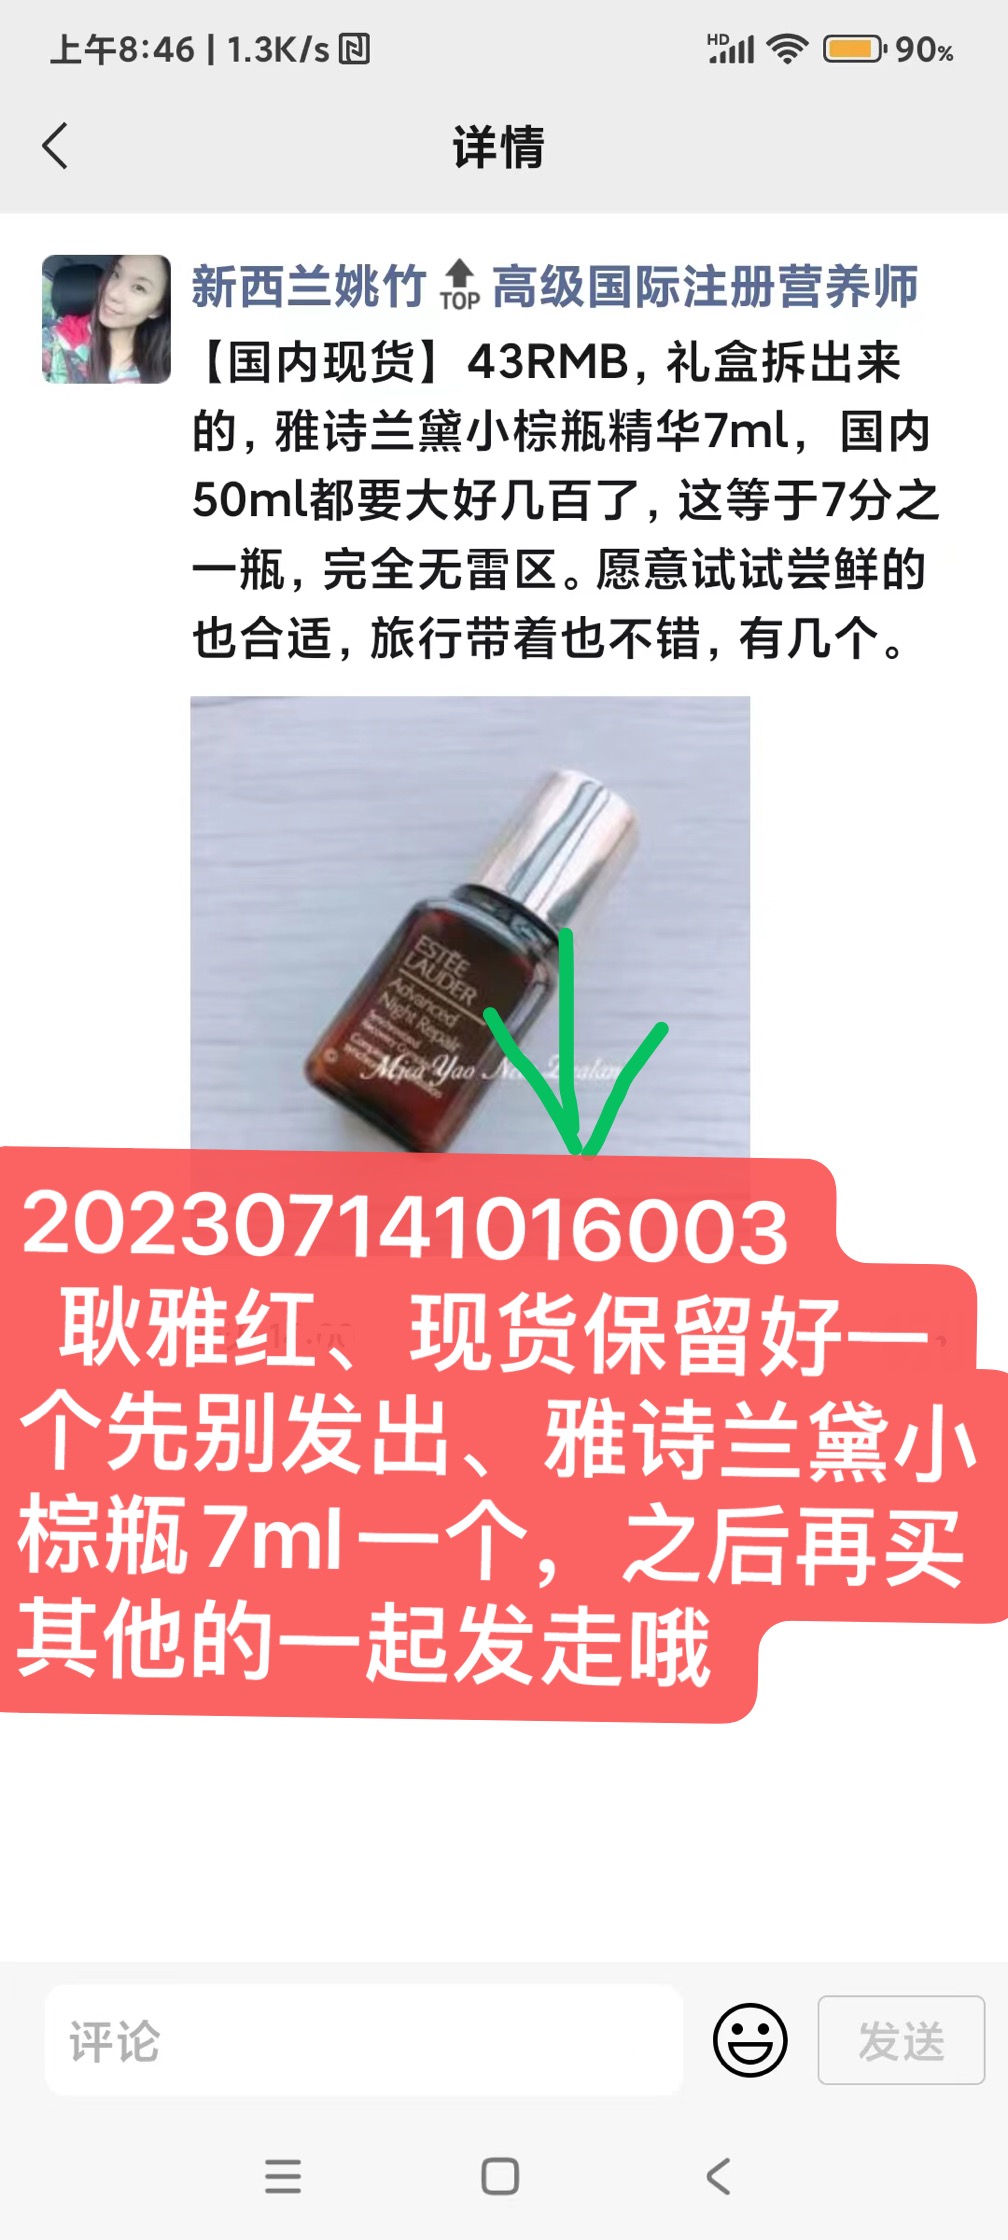 上午8:46 | 1.3K/s
HD
90%
详情
新西兰姚竹 TOP 高级国际注册营养师
【国内现货】43RMB，礼盒拆出来
的，雅诗兰黛小棕瓶精华7ml，国内
50ml都要大好几百了，这等于7分之
一瓶，完全无雷区。愿意试试尝鲜的
也合适，旅行带着也不错，有几个。
ESTĒE
LAUDER
Advanced
Night Repair
Mica Yao
202307141016003
耿雅红、现货保留好一
个先别发出、雅诗兰黛小
棕瓶7ml一个，之后再买
其他的一起发走哦
评论
发送